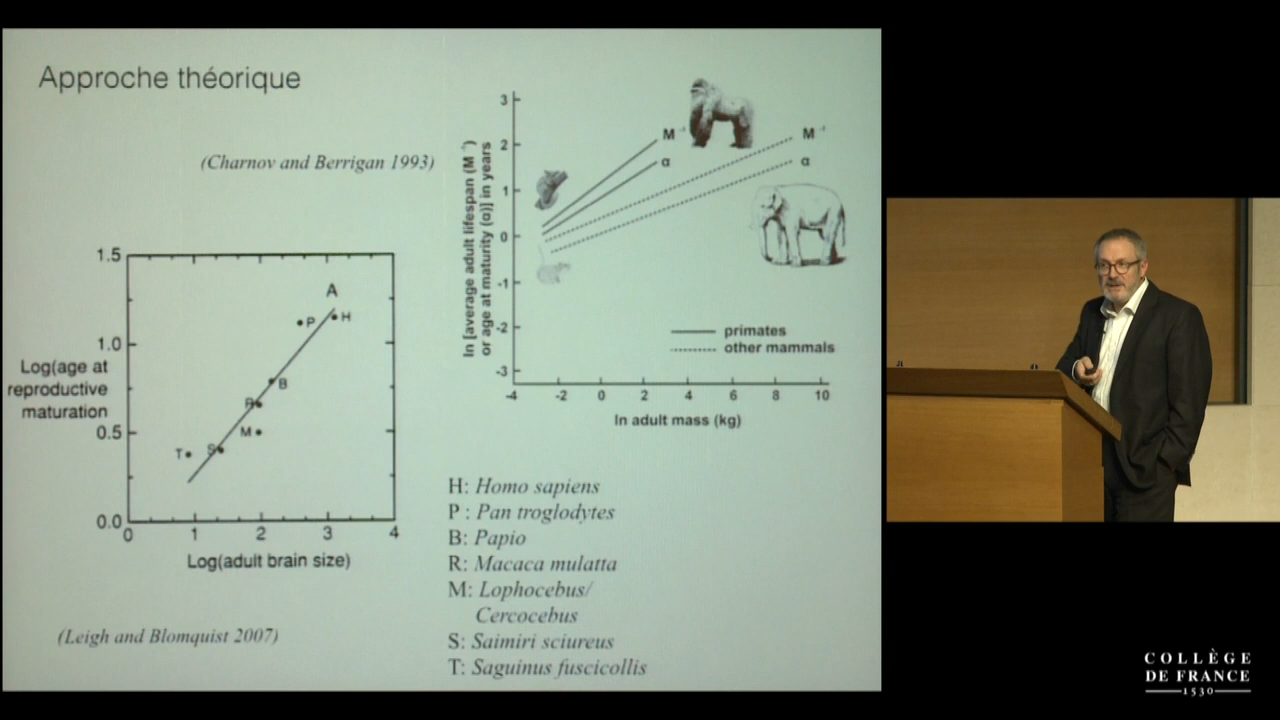 Approche théorique
(Charnov and Berrigan 1993)
ln [average adult lifespan (M⁻¹)
or age at maturity (α)] in years
3
2
1
0
-1
-2
-3
M⁻¹
α
M⁻¹
α
primates
other mammals
-4 -2 0 2 4 6 8 10
ln adult mass (kg)
Log(age at
reproductive
maturation
1.5
1.0
0.5
0.0
A
P
H
B
R
M
S
T
0 1 2 3 4
Log(adult brain size)
(Leigh and Blomquist 2007)
H: Homo sapiens
P : Pan troglodytes
B: Papio
R: Macaca mulatta
M: Lophocebus/
Cercocebus
S: Saimiri sciureus
T: Saguinus fuscicollis
COLLÈGE
DE FRANCE
1530